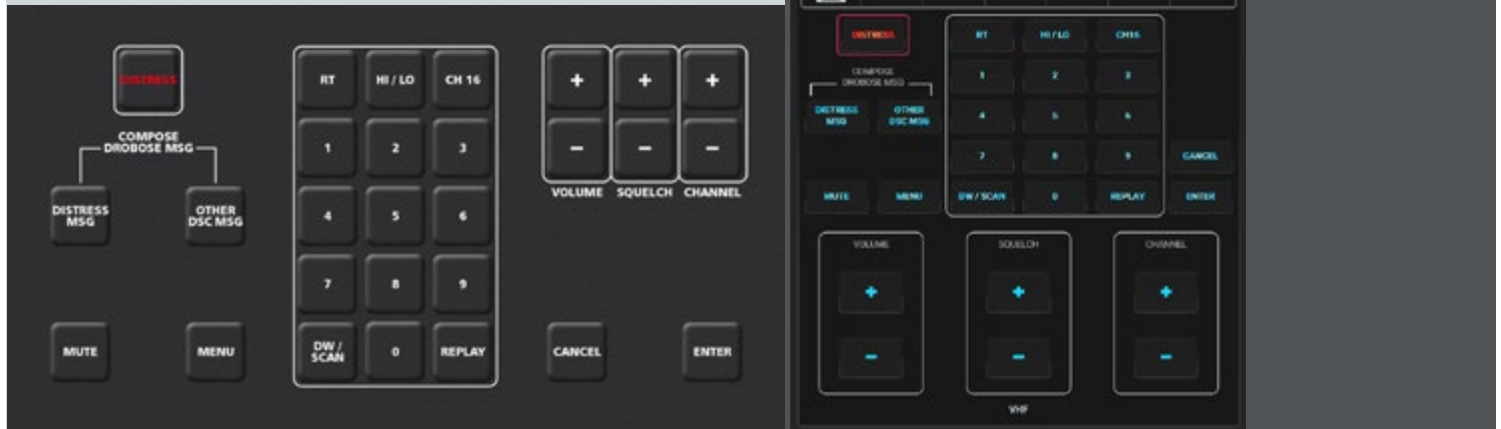 DISTRESS
COMPOSE
DROBOSE MSG
DISTRESS
MSG
OTHER
DSC MSG
MUTE
MENU
RT
HI / LO
CH 16
1
2
3
4
5
6
7
8
9
DW /
SCAN
0
REPLAY
+
+
+
−
−
−
VOLUME
SQUELCH
CHANNEL
CANCEL
ENTER
DISTRESS
COMPOSE
DROBOSE MSG
DISTRESS
MSG
OTHER
DSC MSG
MUTE
MENU
RT
HI / LO
CH16
1
2
3
4
5
6
7
8
9
DW / SCAN
0
REPLAY
CANCEL
ENTER
VOLUME
SQUELCH
CHANNEL
+
+
+
−
−
−
VHF